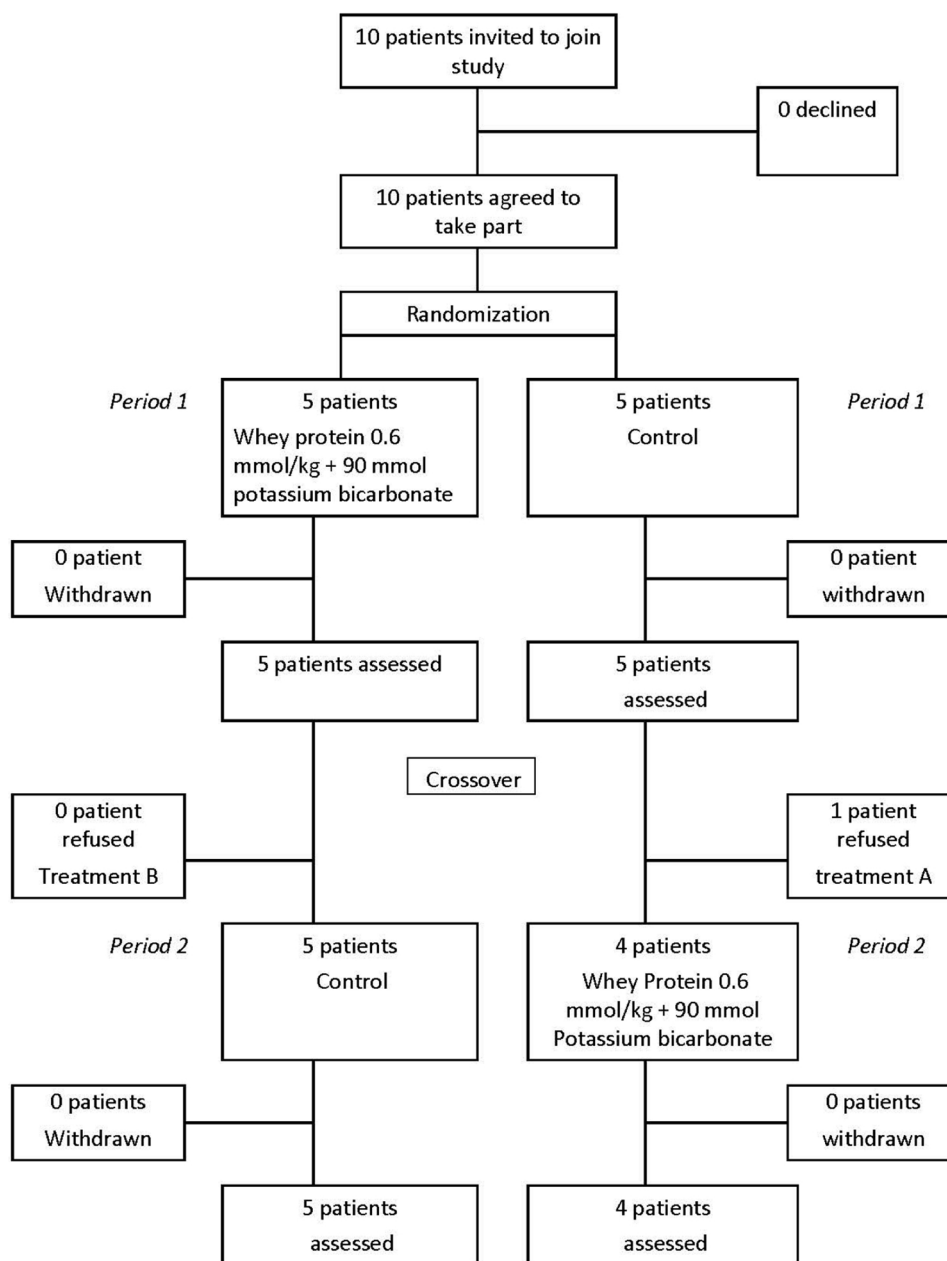 10 patients invited to join
study
0 declined
10 patients agreed to
take part
Randomization
Period 1
5 patients
Whey protein 0.6
mmol/kg + 90 mmol
potassium bicarbonate
5 patients
Control
Period 1
0 patient
Withdrawn
0 patient
withdrawn
5 patients assessed
5 patients
assessed
Crossover
0 patient
refused
Treatment B
1 patient
refused
treatment A
Period 2
5 patients
Control
4 patients
Whey Protein 0.6
mmol/kg + 90 mmol
Potassium bicarbonate
Period 2
0 patients
Withdrawn
0 patients
withdrawn
5 patients
assessed
4 patients
assessed